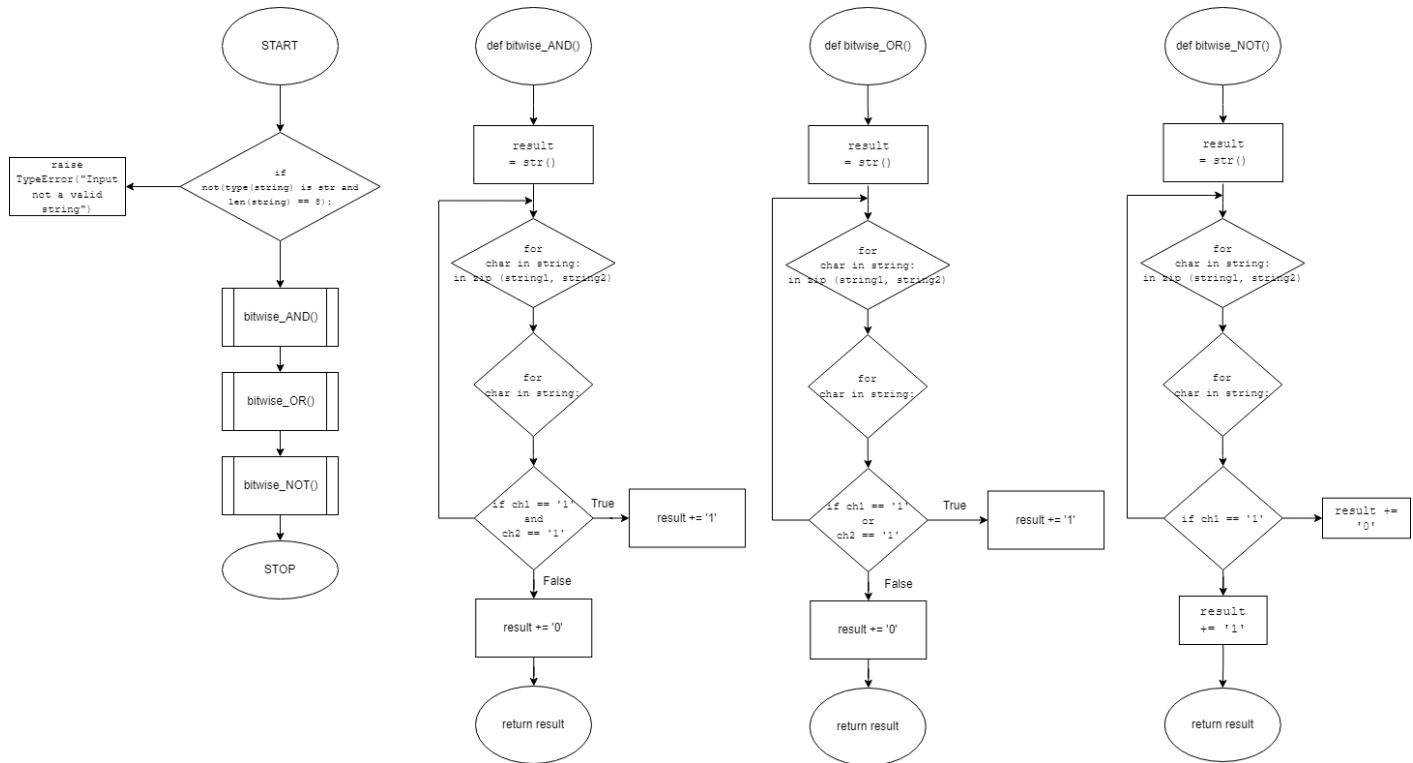 START
if
not(type(string) is str and
len(string) == 8):
raise
TypeError("Input
not a valid
string")
bitwise_AND()
bitwise_OR()
bitwise_NOT()
STOP
def bitwise_AND()
result
= str()
for
char in string:
in zip (string1, string2)
for
char in string:
if ch1 == '1'
and
ch2 == '1'
True
result += '1'
False
result += '0'
return result
def bitwise_OR()
result
= str()
for
char in string:
in zip (string1, string2)
for
char in string:
if ch1 == '1'
or
ch2 == '1'
True
result += '1'
False
result += '0'
return result
def bitwise_NOT()
result
= str()
for
char in string:
in zip (string1, string2)
for
char in string:
if ch1 == '1'
result +=
'0'
result
+= '1'
return result